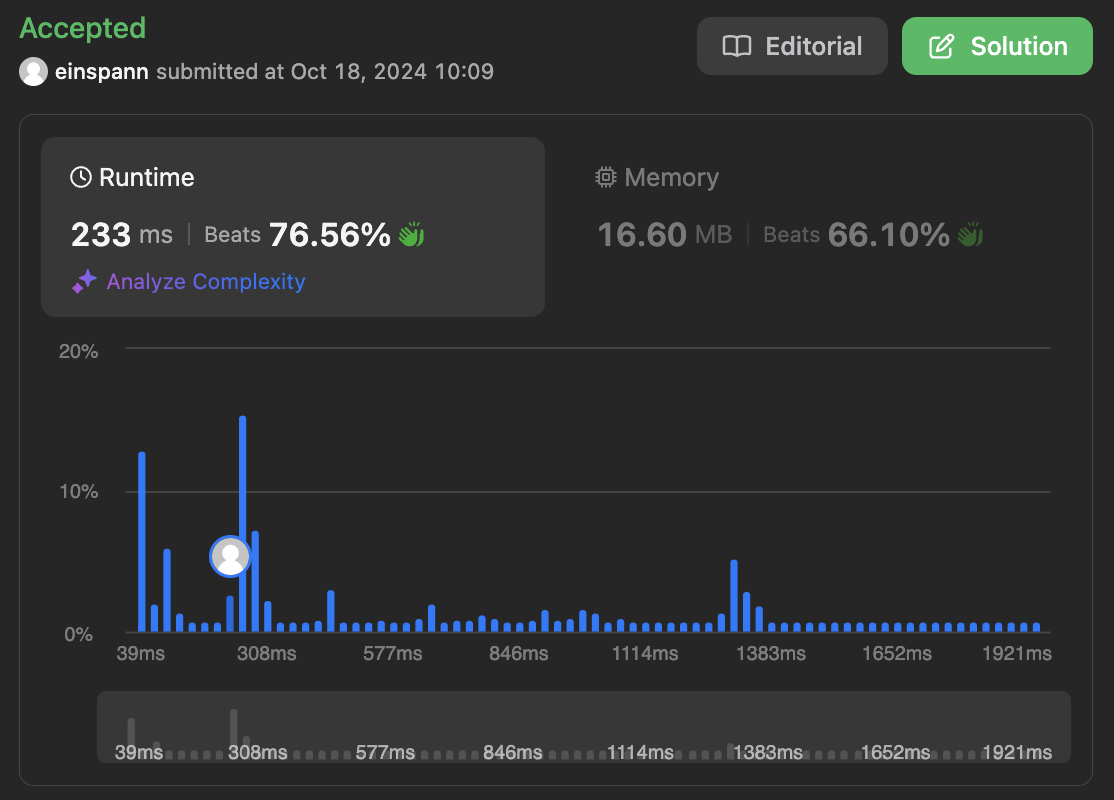 Accepted
einspann submitted at Oct 18, 2024 10:09
Editorial
Solution
Runtime
233 ms | Beats 76.56%
Analyze Complexity
Memory
16.60 MB | Beats 66.10%
20%
10%
0%
39ms 308ms 577ms 846ms 1114ms 1383ms 1652ms 1921ms
39ms 308ms 577ms 846ms 1114ms 1383ms 1652ms 1921ms